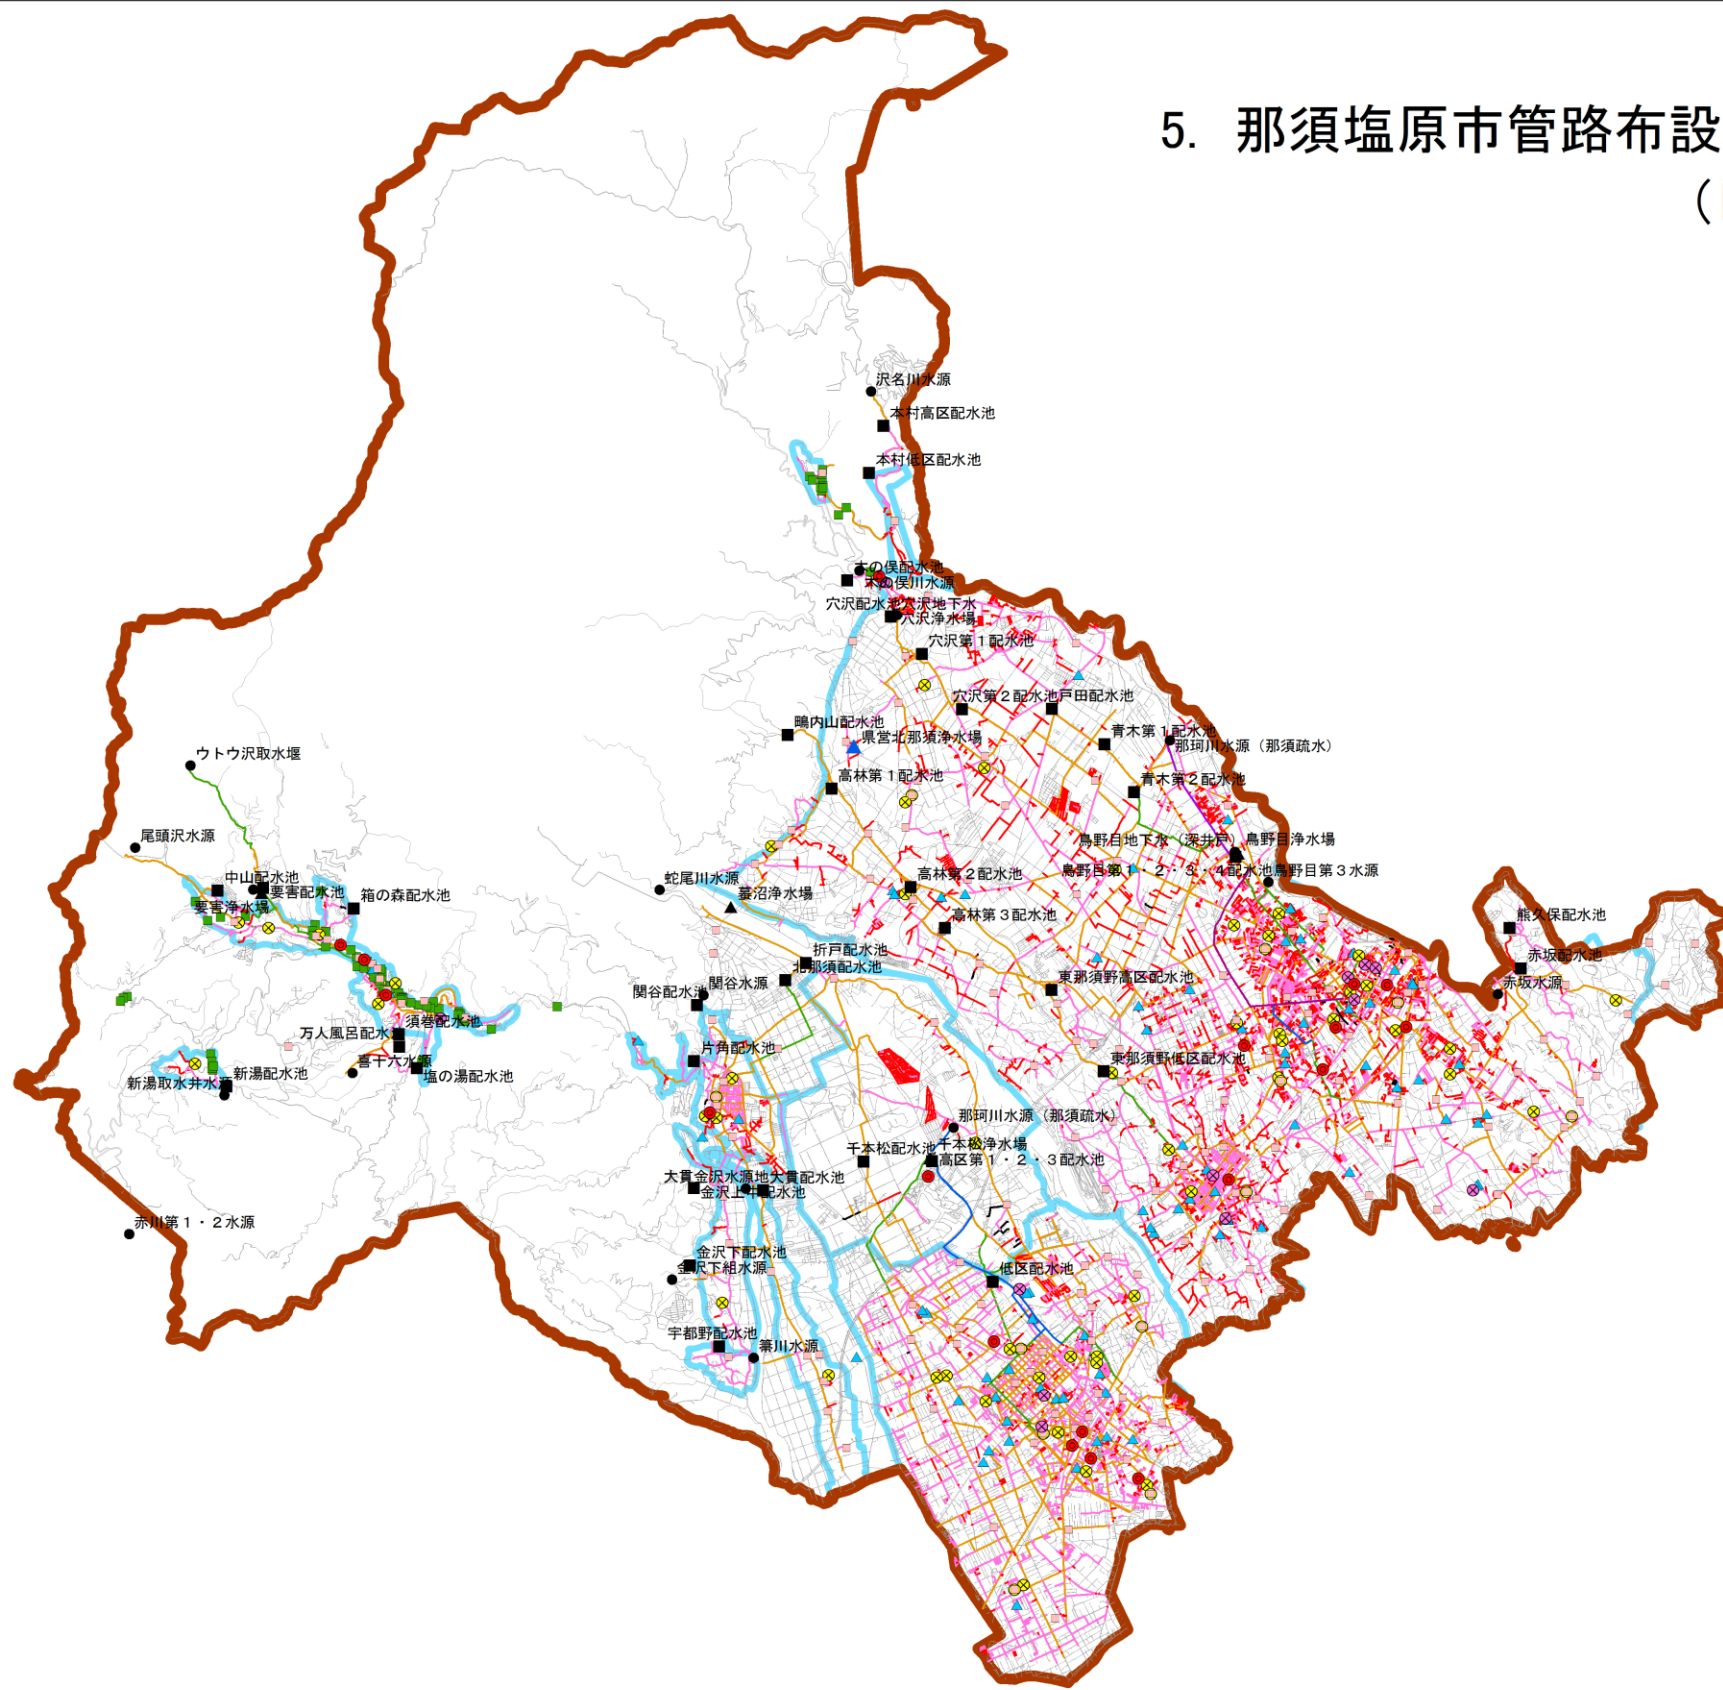 5. 那須塩原市管路布設
（
沢名川水源
本村高区配水池
本村低区配水池
木の俣配水池
木の俣川水源
穴沢配水池
穴沢地下水
穴沢浄水場
穴沢第１配水池
穴沢第２配水池
戸田配水池
鴫内山配水池
県営北那須浄水場
青木第１配水池
那珂川水源（那須疏水）
ウトウ沢取水堰
高林第１配水池
青木第２配水池
尾頭沢水源
鳥野目地下水（深井戸）
鳥野目浄水場
鳥野目第１・２・３・４配水池
鳥野目第３水源
中山配水池
要害配水池
箱の森配水池
要害浄水場
蛇尾川水源
蟇沼浄水場
高林第２配水池
高林第３配水池
熊久保配水池
折戸配水池
北那須配水池
東那須野高区配水池
赤坂配水池
赤坂水源
関谷配水池
関谷水源
須巻配水池
万人風呂配水
片角配水池
東那須野低区配水池
喜十六水源
塩の湯配水池
新湯配水池
新湯取水井水
那珂川水源（那須疏水）
千本松配水池
千本松浄水場
高区第１・２・３配水池
大貫金沢水源地
大貫配水池
金沢上
配水池
赤川第１・２水源
金沢下配水池
金沢下組水源
低区配水池
宇都野配水池
箒川水源